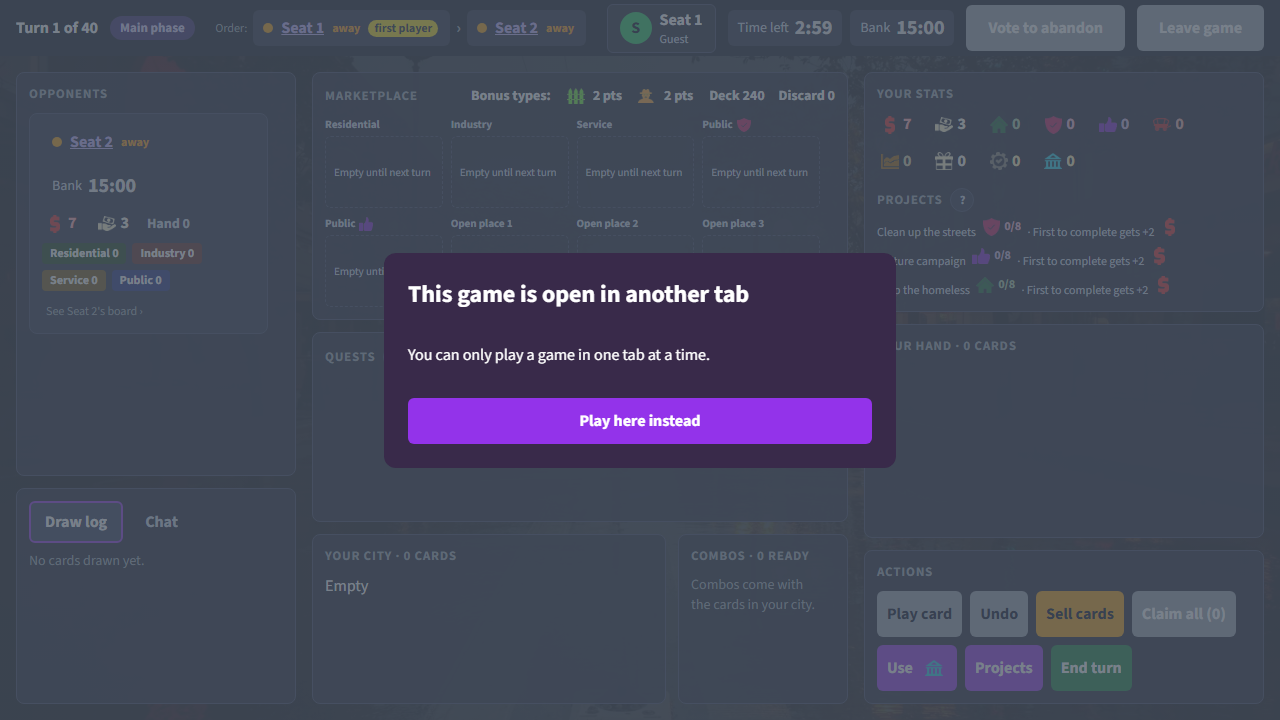 Turn 1 of 40 Main phase Order: Seat 1 away first player › Seat 2 away S Seat 1 Guest Time left 2:59 Bank 15:00 Vote to abandon Leave game
OPPONENTS
Seat 2 away
Bank 15:00
7 3 Hand 0
Residential 0 Industry 0
Service 0 Public 0
See Seat 2's board ›
Draw log Chat
No cards drawn yet.
MARKETPLACE Bonus types: 2 pts 2 pts Deck 240 Discard 0
Residential Industry Service Public
Empty until next turn Empty until next turn Empty until next turn Empty until next turn
Public Open place 1 Open place 2 Open place 3
Empty until
QUESTS
This game is open in another tab
You can only play a game in one tab at a time.
Play here instead
YOUR CITY · 0 CARDS
Empty
COMBOS · 0 READY
Combos come with
the cards in your city.
YOUR STATS
7 3 0 0 0 0
0 0 0 0
PROJECTS ?
Clean up the streets 0/8 · First to complete gets +2
campaign 0/8 · First to complete gets +2
the homeless 0/8 · First to complete gets +2
HAND · 0 CARDS
ACTIONS
Play card Undo Sell cards Claim all (0)
Use Projects End turn